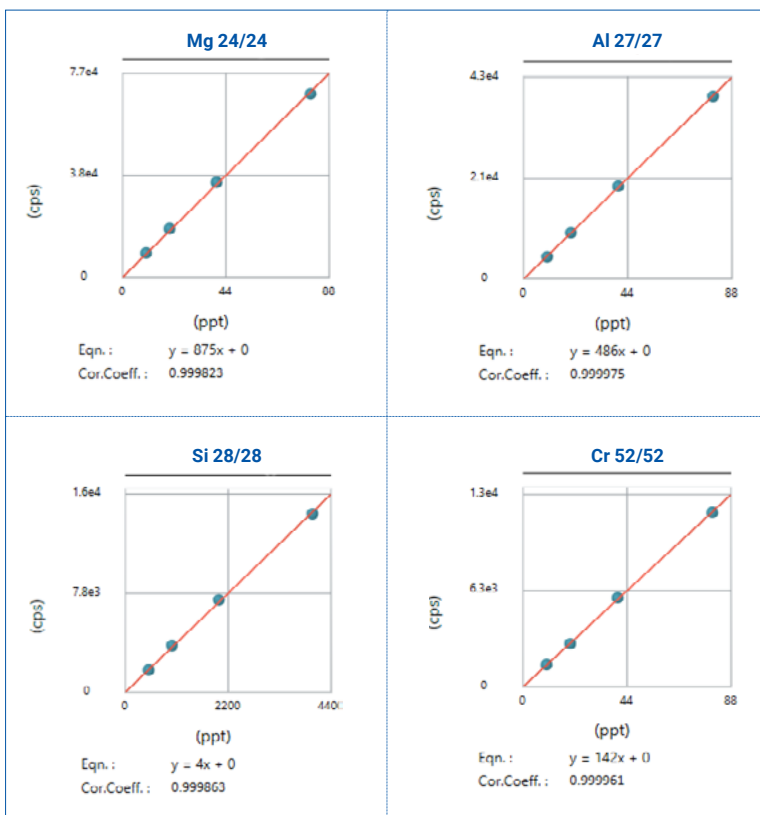 Mg 24/24
7.7e4
3.8e4
(cps)
0
0 44 00
(ppt)
Eqn. : y = 875x + 0
Cor.Coeff. : 0.999823
Al 27/27
4.3e4
2.1e4
(cps)
0
0 44 88
(ppt)
Eqn. : y = 486x + 0
Cor.Coeff. : 0.999975
Si 28/28
1.6e4
7.8e3
(cps)
0
0 2200 4400
(ppt)
Eqn. : y = 4x + 0
Cor.Coeff. : 0.999863
Cr 52/52
1.3e4
6.3e3
(cps)
0
0 44 88
(ppt)
Eqn. : y = 142x + 0
Cor.Coeff. : 0.999961